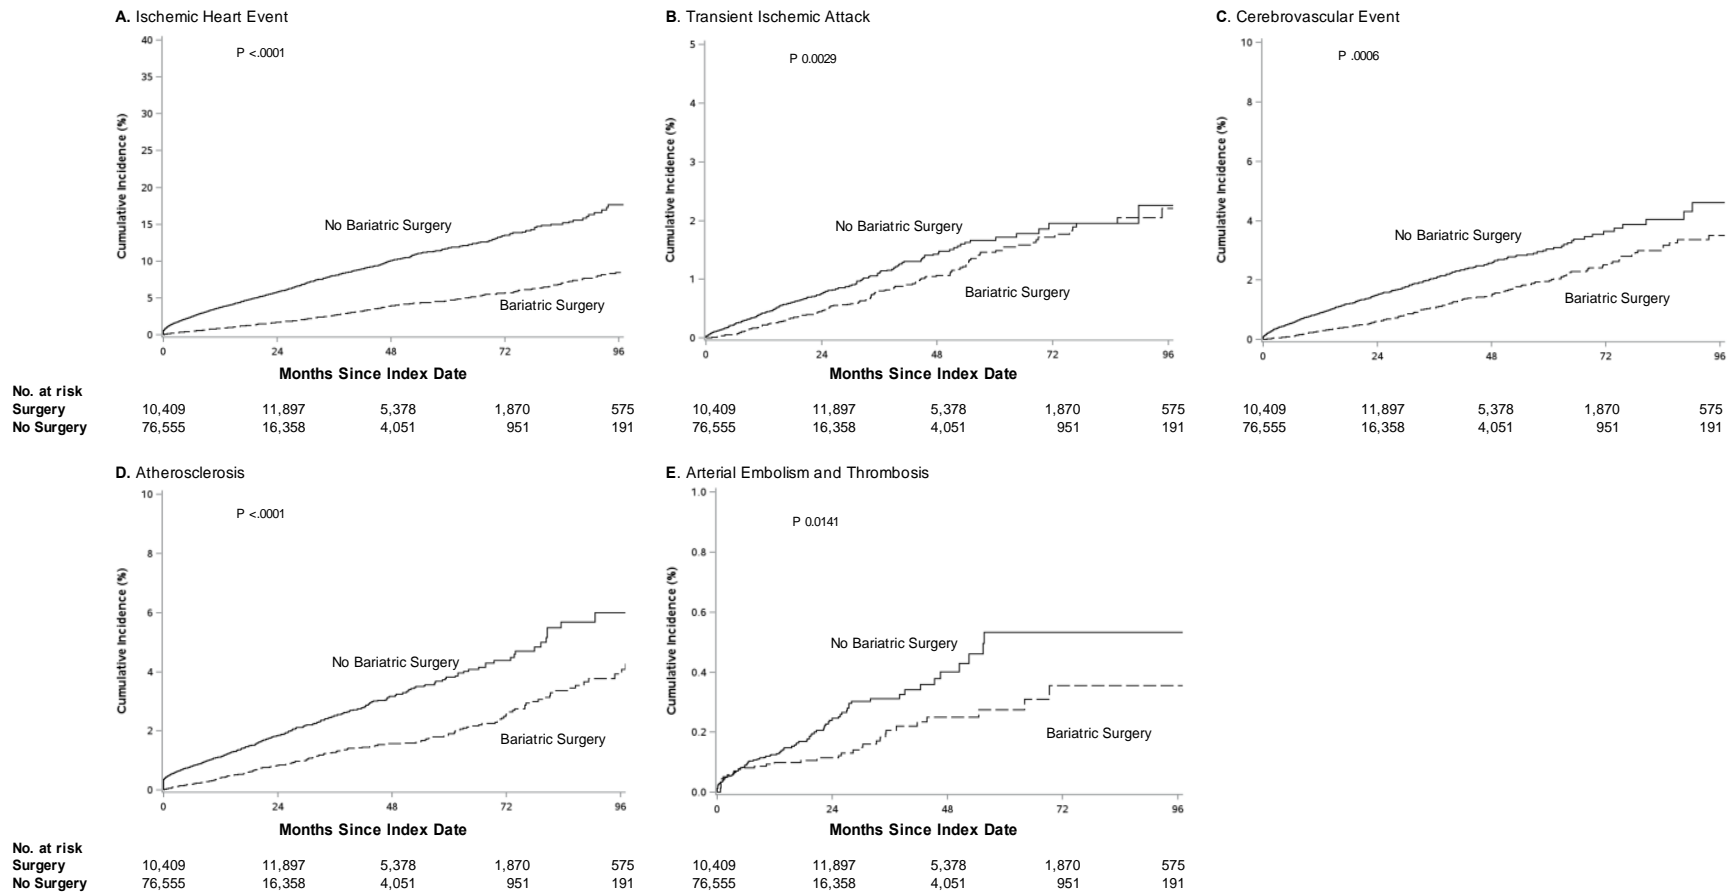 A. Ischemic Heart Event
B. Transient Ischemic Attack
C. Cerebrovascular Event
40
35
30
25
20
15
10
5
0
Cumulative Incidence (%)
P <.0001
No Bariatric Surgery
Bariatric Surgery
0 24 48 72 96
Months Since Index Date
5
4
3
2
1
0
Cumulative Incidence (%)
P 0.0029
No Bariatric Surgery
Bariatric Surgery
0 24 48 72 96
Months Since Index Date
10
8
6
4
2
0
Cumulative Incidence (%)
P .0006
No Bariatric Surgery
Bariatric Surgery
0 24 48 72 96
No. at risk
Surgery 10,409 11,897 5,378 1,870 575 10,409 11,897 5,378 1,870 575 10,409 11,897 5,378 1,870 575
No Surgery 76,555 16,358 4,051 951 191 76,555 16,358 4,051 951 191 76,555 16,358 4,051 951 191
D. Atherosclerosis
E. Arterial Embolism and Thrombosis
10
8
6
4
2
0
Cumulative Incidence (%)
P <.0001
No Bariatric Surgery
Bariatric Surgery
0 24 48 72 96
Months Since Index Date
1.0
0.8
0.6
0.4
0.2
0.0
Cumulative Incidence (%)
P 0.0141
No Bariatric Surgery
Bariatric Surgery
0 24 48 72 96
Months Since Index Date
No. at risk
Surgery 10,409 11,897 5,378 1,870 575 10,409 11,897 5,378 1,870 575
No Surgery 76,555 16,358 4,051 951 191 76,555 16,358 4,051 951 191